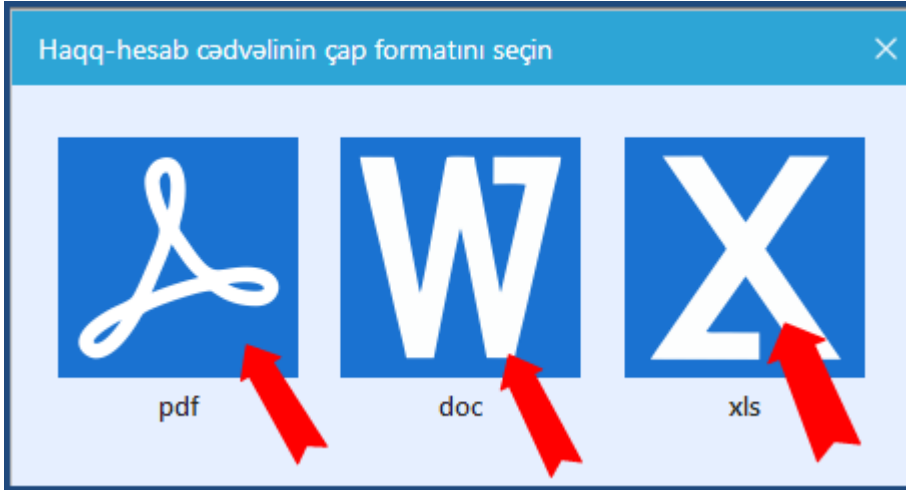 Haqq-hesab cədvəlinin çap formatını seçin
pdf doc xls